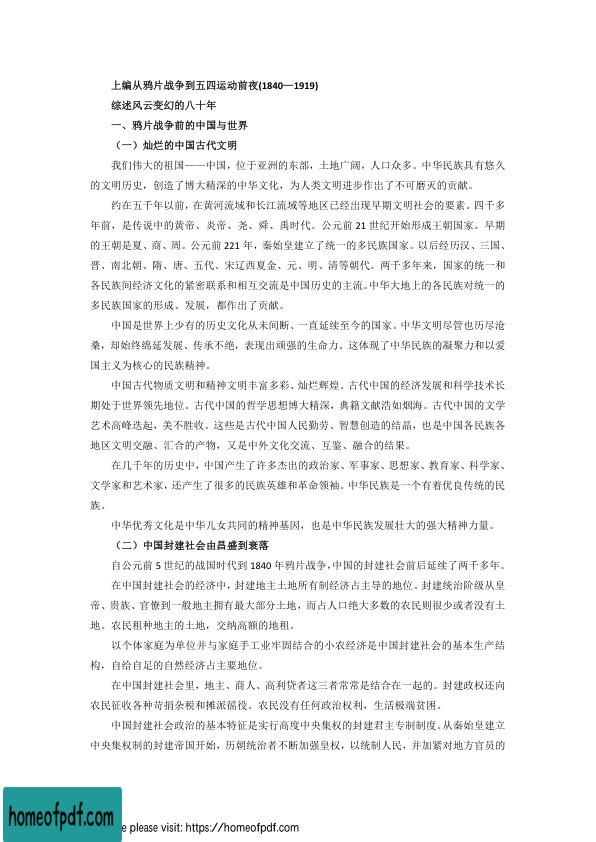 上编从鸦片战争到五四运动前夜(1840—1919)
综述风云变幻的八十年
一、鸦片战争前的中国与世界
（一）灿烂的中国古代文明
我们伟大的祖国——中国，位于亚洲的东部，土地广阔，人口众多。中华民族具有悠久
的文明历史，创造了博大精深的中华文化，为人类文明进步作出了不可磨灭的贡献。
约在五千年以前，在黄河流域和长江流域等地区已经出现早期文明社会的要素。四千多
年前，是传说中的黄帝、炎帝、尧、舜、禹时代。公元前 21 世纪开始形成王朝国家。早期
的王朝是夏、商、周。公元前 221 年，秦始皇建立了统一的多民族国家。以后经历汉、三国、
晋、南北朝、隋、唐、五代、宋辽西夏金、元、明、清等朝代。两千多年来，国家的统一和
各民族间经济文化的紧密联系和相互交流是中国历史的主流。中华大地上的各民族对统一的
多民族国家的形成、发展，都作出了贡献。
中国是世界上少有的历史文化从未间断、一直延续至今的国家。中华文明尽管也历尽沧
桑，却始终绵延发展、传承不绝，表现出顽强的生命力。这体现了中华民族的凝聚力和以爱
国主义为核心的民族精神。
中国古代物质文明和精神文明丰富多彩、灿烂辉煌。古代中国的经济发展和科学技术长
期处于世界领先地位。古代中国的哲学思想博大精深，典籍文献浩如烟海。古代中国的文学
艺术高峰迭起，美不胜收。这些是古代中国人民勤劳、智慧创造的结晶，也是中国各民族各
地区文明交融、汇合的产物，又是中外文化交流、互鉴、融合的结果。
在几千年的历史中，中国产生了许多杰出的政治家、军事家、思想家、教育家、科学家、
文学家和艺术家，还产生了很多的民族英雄和革命领袖。中华民族是一个有着优良传统的民
族。
中华优秀文化是中华儿女共同的精神基因，也是中华民族发展壮大的强大精神力量。
（二）中国封建社会由昌盛到衰落
自公元前 5 世纪的战国时代到 1840 年鸦片战争，中国的封建社会前后延续了两千多年。
在中国封建社会的经济中，封建地主土地所有制经济占主导的地位。封建统治阶级从皇
帝、贵族、官僚到一般地主拥有最大部分土地，而占人口绝大多数的农民则很少或者没有土
地。农民租种地主的土地，交纳高额的地租。
以个体家庭为单位并与家庭手工业牢固结合的小农经济是中国封建社会的基本生产结
构，自给自足的自然经济占主要地位。
在中国封建社会里，地主、商人、高利贷者这三者常常是结合在一起的。封建政权还向
农民征收各种苛捐杂税和摊派徭役。农民没有任何政治权利，生活极端贫困。
中国封建社会政治的基本特征是实行高度中央集权的封建君主专制制度。从秦始皇建立
中央集权制的封建帝国开始，历朝统治者不断加强皇权，以统制人民，并加紧对地方官员的
homeofpdf.com
e please visit: https://homeofpdf.com